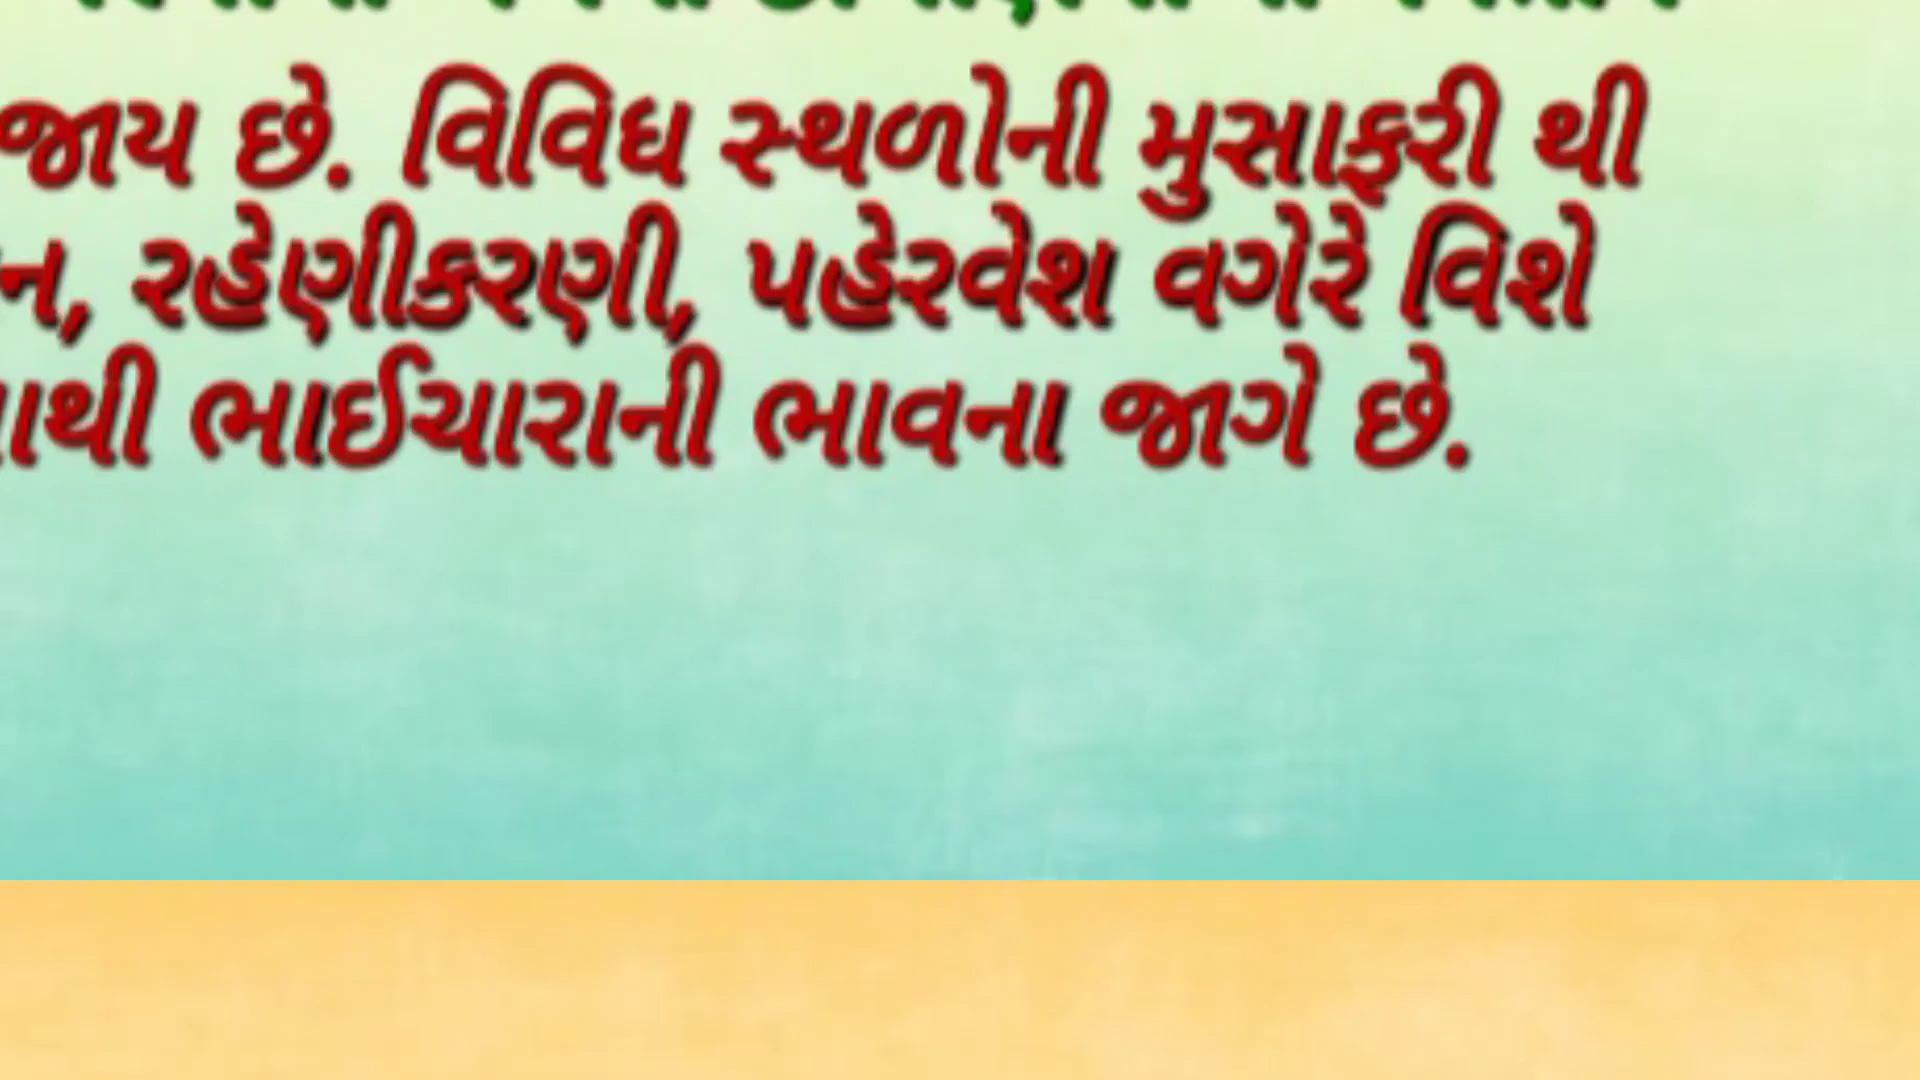 જાય છે. વિવિધ સ્થળોની મુસાફરી થી
ન, રહેણીકરણી, પહેરવેશ વગેરે વિશે
ાથી ભાઈચારાની ભાવના જાગે છે.